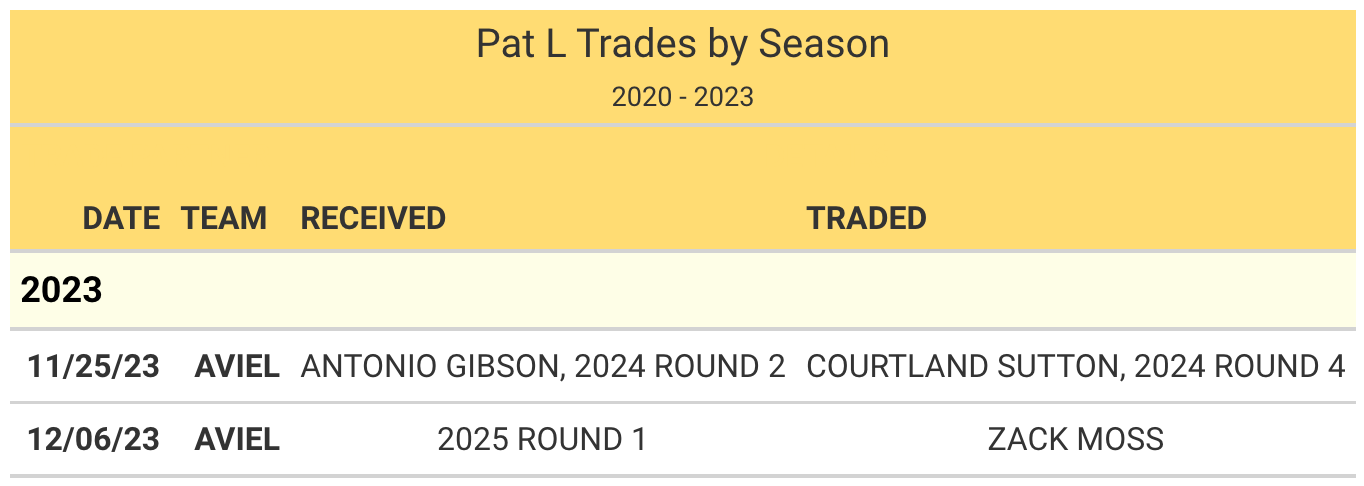 Pat L Trades by Season
2020 - 2023
DATE TEAM RECEIVED TRADED
2023
11/25/23 AVIEL ANTONIO GIBSON, 2024 ROUND 2 COURTLAND SUTTON, 2024 ROUND 4
12/06/23 AVIEL 2025 ROUND 1 ZACK MOSS